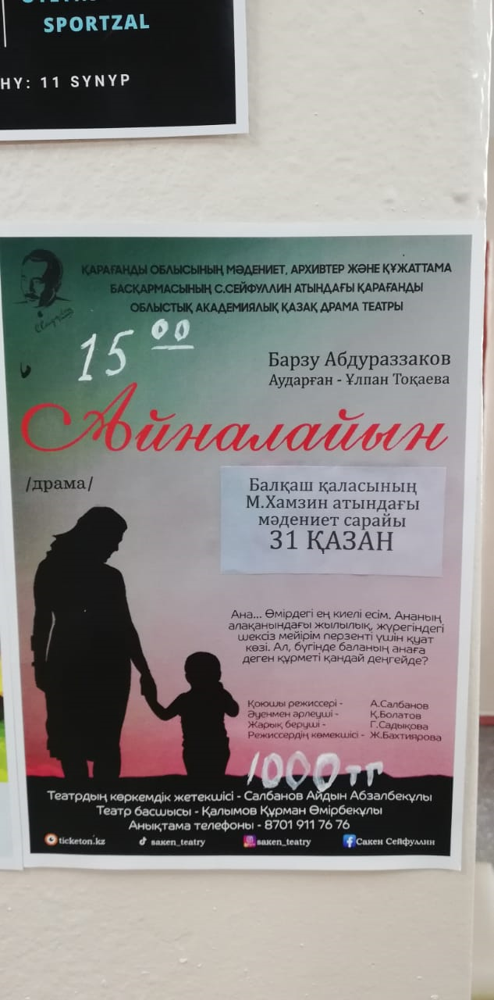 SPORTZAL
НУ: 11 SYNYP
ҚАРАҒАНДЫ ОБЛЫСЫНЫҢ МӘДЕНИЕТ, АРХИВТЕР ЖӘНЕ ҚҰЖАТТАМА
БАСҚАРМАСЫНЫҢ С.СЕЙФУЛЛИН АТЫНДАҒЫ ҚАРАҒАНДЫ
ОБЛЫСТЫҚ АКАДЕМИЯЛЫҚ ҚАЗАҚ ДРАМА ТЕАТРЫ
15 00
Барзу Абдураззаков
Аударған - Ұлпан Тоқаева
Айналайын
/драма/
Балқаш қаласының
М.Хамзин атындағы
мәдениет сарайы
31 ҚАЗАН
Ана... Өмірдегі ең киелі есім. Ананың
алақанындағы жылылық, жүрегіндегі
шексіз мейірім перзенті үшін қуат
көзі. Ал, бүгінде баланың анаға
деген құрметі қандай деңгейде?
Қоюшы режиссері - А.Салбанов
Әуенмен әрлеуші - Қ.Болатов
Жарық беруші - Г.Садықова
Режиссердің көмекшісі - Ж.Бахтиярова
1000 тг
Театрдың көркемдік жетекшісі - Салбанов Айдын Абзалбекұлы
Театр басшысы - Қалымов Құрман Өмірбекұлы
Анықтама телефоны - 8701 911 76 76
ticketon.kz saken_teatry saken_teatry Сакен Сейфуллин